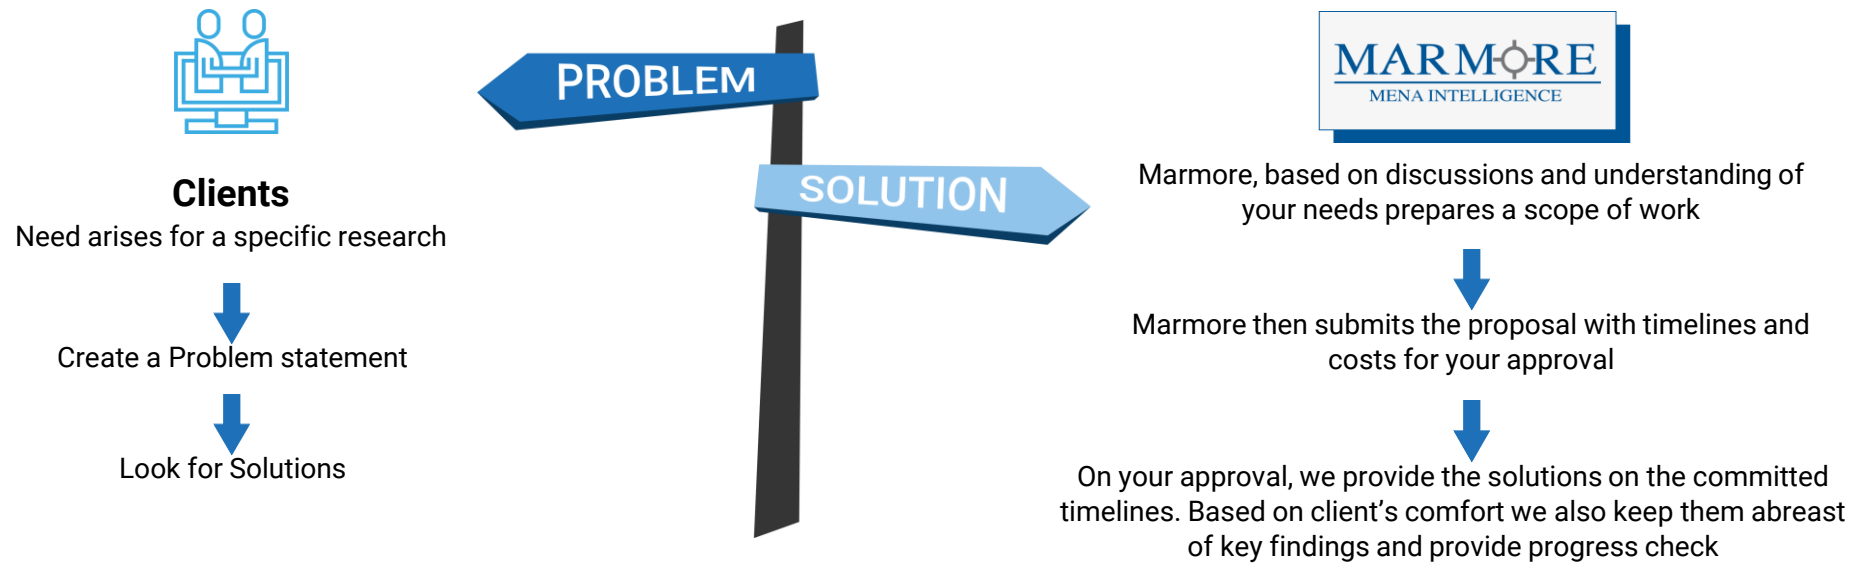 Clients
Need arises for a specific research
Create a Problem statement
Look for Solutions
PROBLEM
SOLUTION
MARMORE
MENA INTELLIGENCE
Marmore, based on discussions and understanding of
your needs prepares a scope of work
Marmore then submits the proposal with timelines and
costs for your approval
On your approval, we provide the solutions on the committed
timelines. Based on client’s comfort we also keep them abreast
of key findings and provide progress check